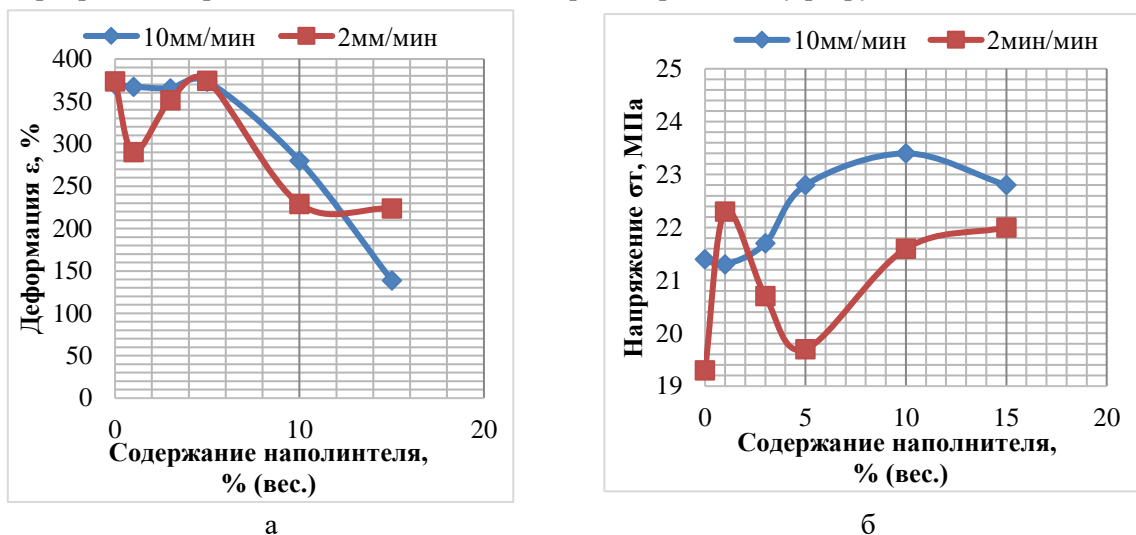 10мм/мин 2мм/мин
400
350
300
250
200
150
100
50
0
0 10 20
Деформация ε, %
Содержание наполинтеля,
% (вес.)
а
10мм/мин 2мин/мин
25
24
23
22
21
20
19
0 5 10 15 20
Напряжение σт, МПа
Содержание наполнителя,
% (вес.)
б